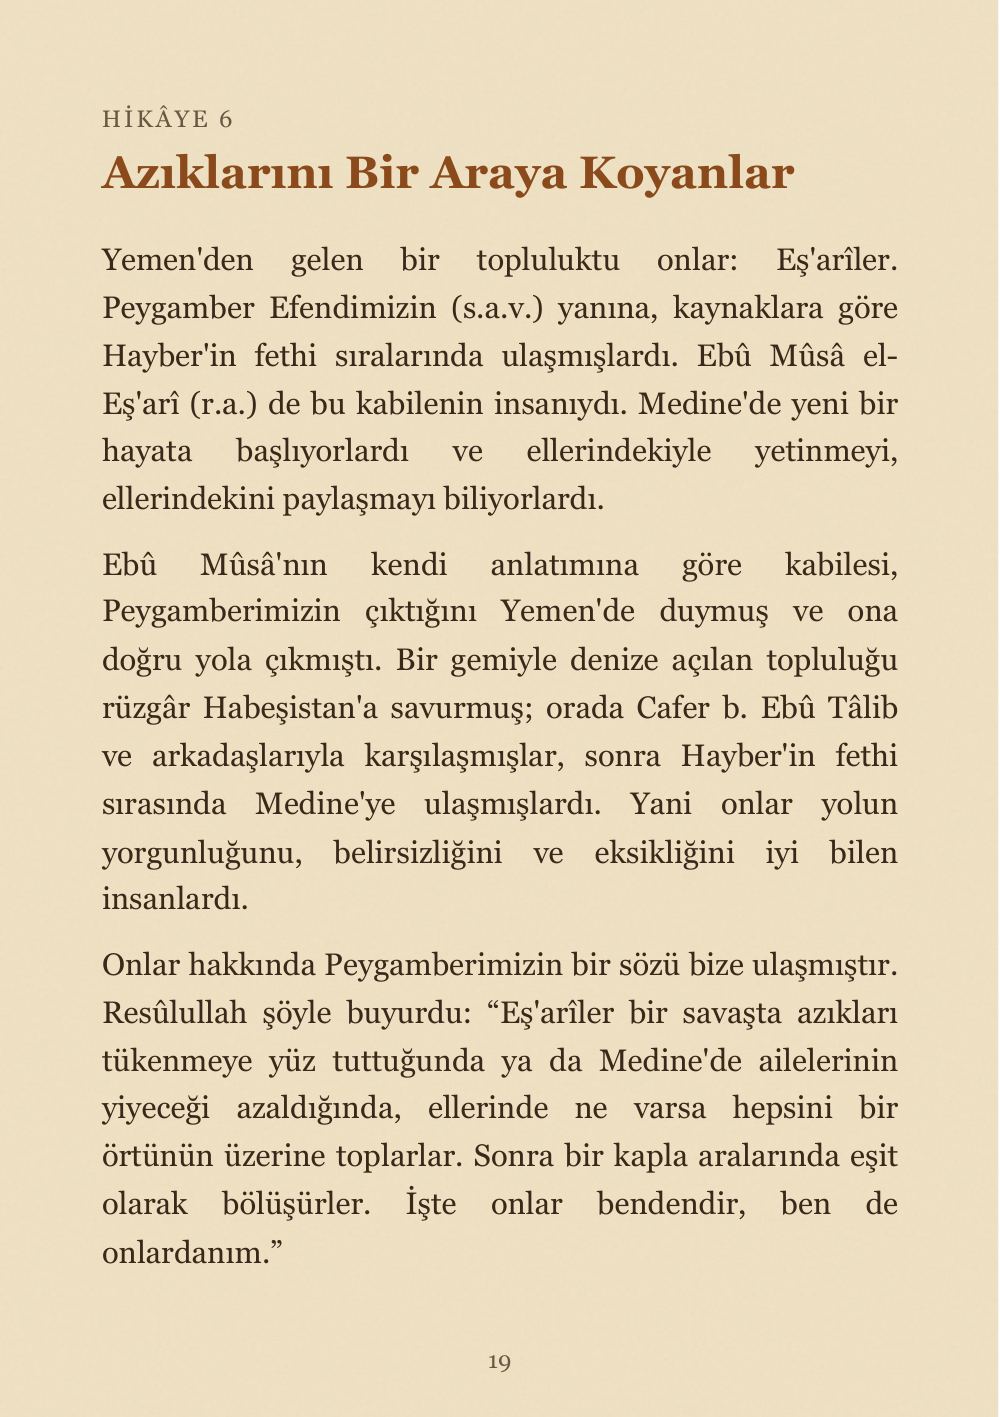 HİKÂYE 6
Azıklarını Bir Araya Koyanlar
Yemen'den gelen bir topluluktu onlar: Eş'arîler.
Peygamber Efendimizin (s.a.v.) yanına, kaynaklara göre
Hayber'in fethi sıralarında ulaşmışlardı. Ebû Mûsâ el-
Eş'arî (r.a.) de bu kabilenin insanıydı. Medine'de yeni bir
hayata başlıyorlardı ve ellerindekiyle yetinmeyi,
ellerindekini paylaşmayı biliyorlardı.
Ebû Mûsâ'nın kendi anlatımına göre kabilesi,
Peygamberimizin çıktığını Yemen'de duymuş ve ona
doğru yola çıkmıştı. Bir gemiyle denize açılan topluluğu
rüzgâr Habeşistan'a savurmuş; orada Cafer b. Ebû Tâlib
ve arkadaşlarıyla karşılaşmışlar, sonra Hayber'in fethi
sırasında Medine'ye ulaşmışlardı. Yani onlar yolun
yorgunluğunu, belirsizliğini ve eksikliğini iyi bilen
insanlardı.
Onlar hakkında Peygamberimizin bir sözü bize ulaşmıştır.
Resûlullah şöyle buyurdu: “Eş'arîler bir savaşta azıkları
tükenmeye yüz tuttuğunda ya da Medine'de ailelerinin
yiyeceği azaldığında, ellerinde ne varsa hepsini bir
örtünün üzerine toplarlar. Sonra bir kapla aralarında eşit
olarak bölüşürler. İşte onlar bendendir, ben de
onlardanım.”
19